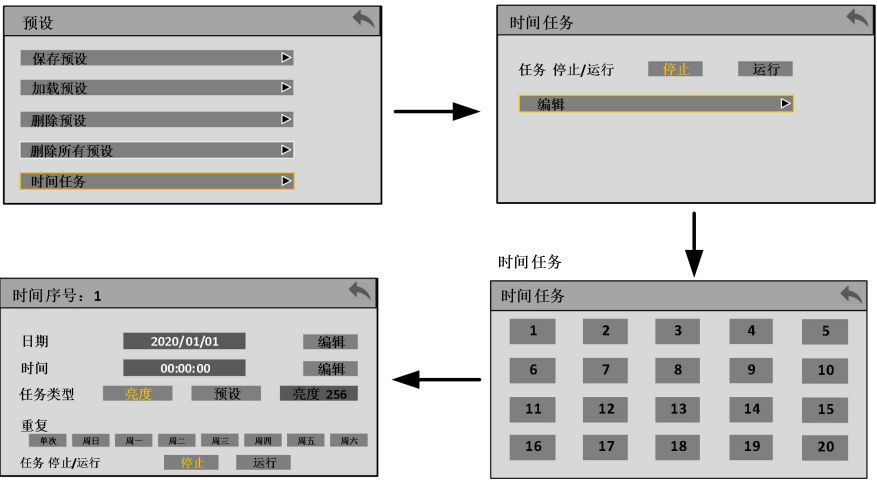 预设
保存预设
加载预设
删除预设
删除所有预设
时间任务
时间任务
任务 停止/运行 停止 运行
编辑
时间任务
时间任务
1 2 3 4 5
6 7 8 9 10
11 12 13 14 15
16 17 18 19 20
时间序号：1
日期 2020/01/01 编辑
时间 00:00:00 编辑
任务类型 亮度 预设 亮度 256
重复
单次 周日 周一 周二 周三 周四 周五 周六
任务 停止/运行 停止 运行